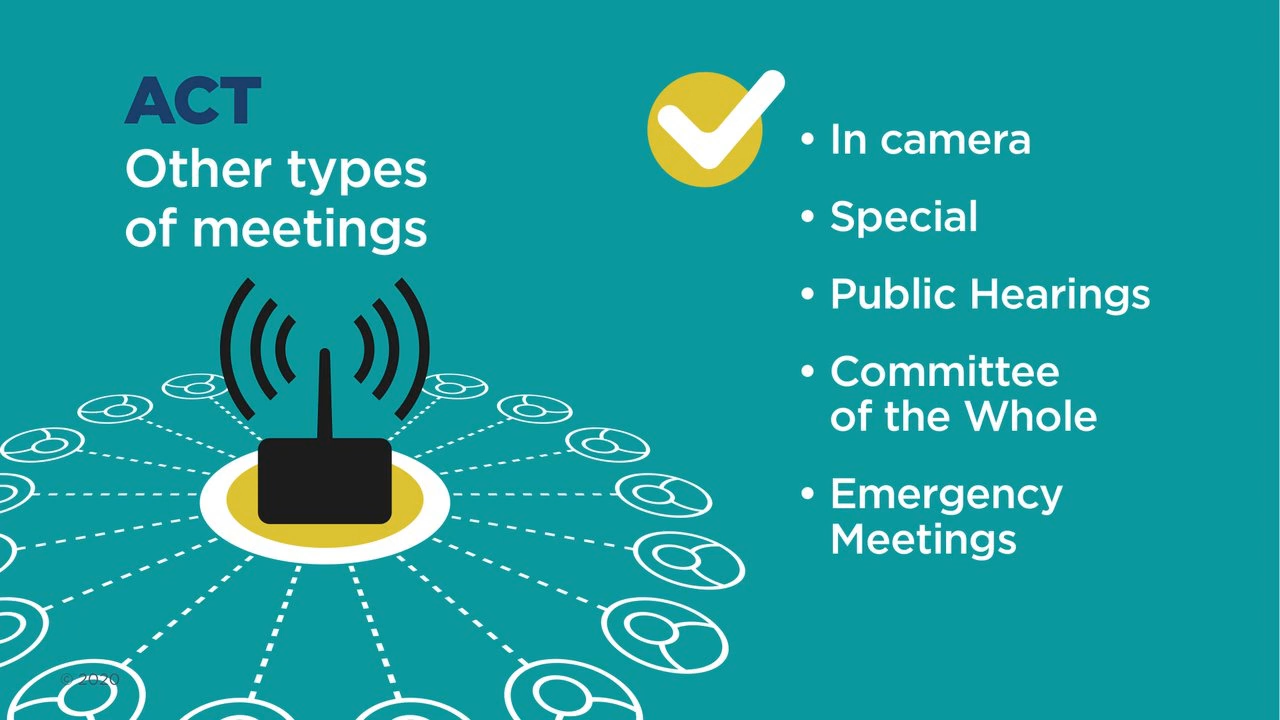 ACT
Other types
of meetings
• In camera
• Special
• Public Hearings
• Committee
of the Whole
• Emergency
Meetings
© 2020